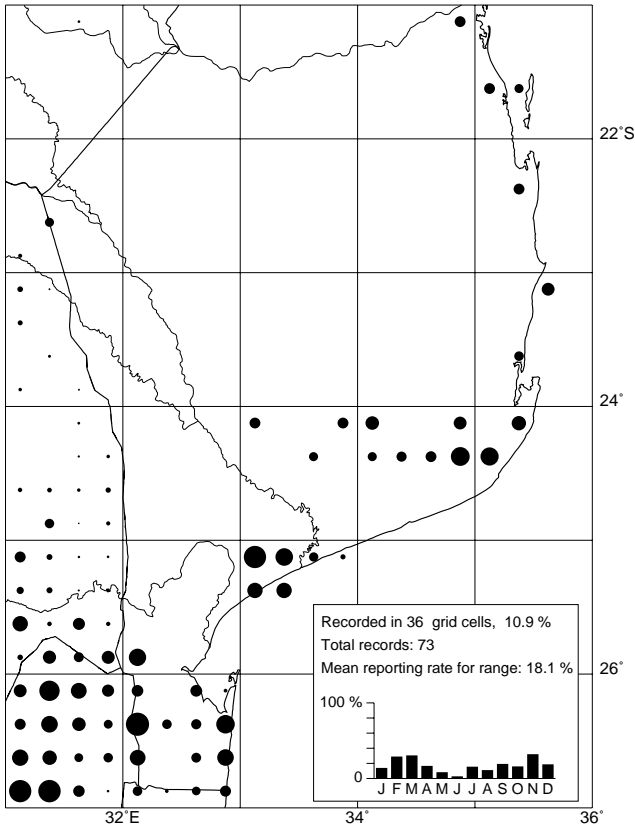 22˚S
24˚
Recorded in 36 grid cells, 10.9 %
Total records: 73
Mean reporting rate for range: 18.1 %
26˚
100 %
0
J F M A M J J A S O N D
32˚E 34˚ 36˚